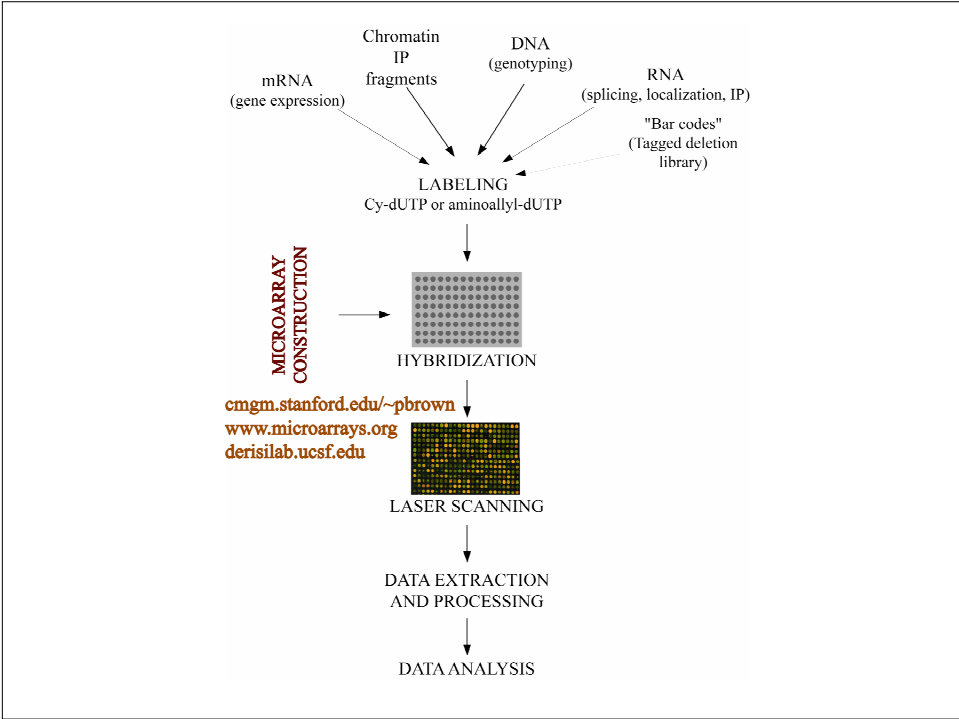 Chromatin
IP
fragments
DNA
(genotyping)
mRNA
(gene expression)
RNA
(splicing, localization, IP)
"Bar codes"
(Tagged deletion
library)
LABELING
Cy-dUTP or aminoallyl-dUTP
MICROARRAY
CONSTRUCTION
HYBRIDIZATION
cmgm.stanford.edu/~pbrown
www.microarrays.org
derisilab.ucsf.edu
LASER SCANNING
DATA EXTRACTION
AND PROCESSING
DATA ANALYSIS